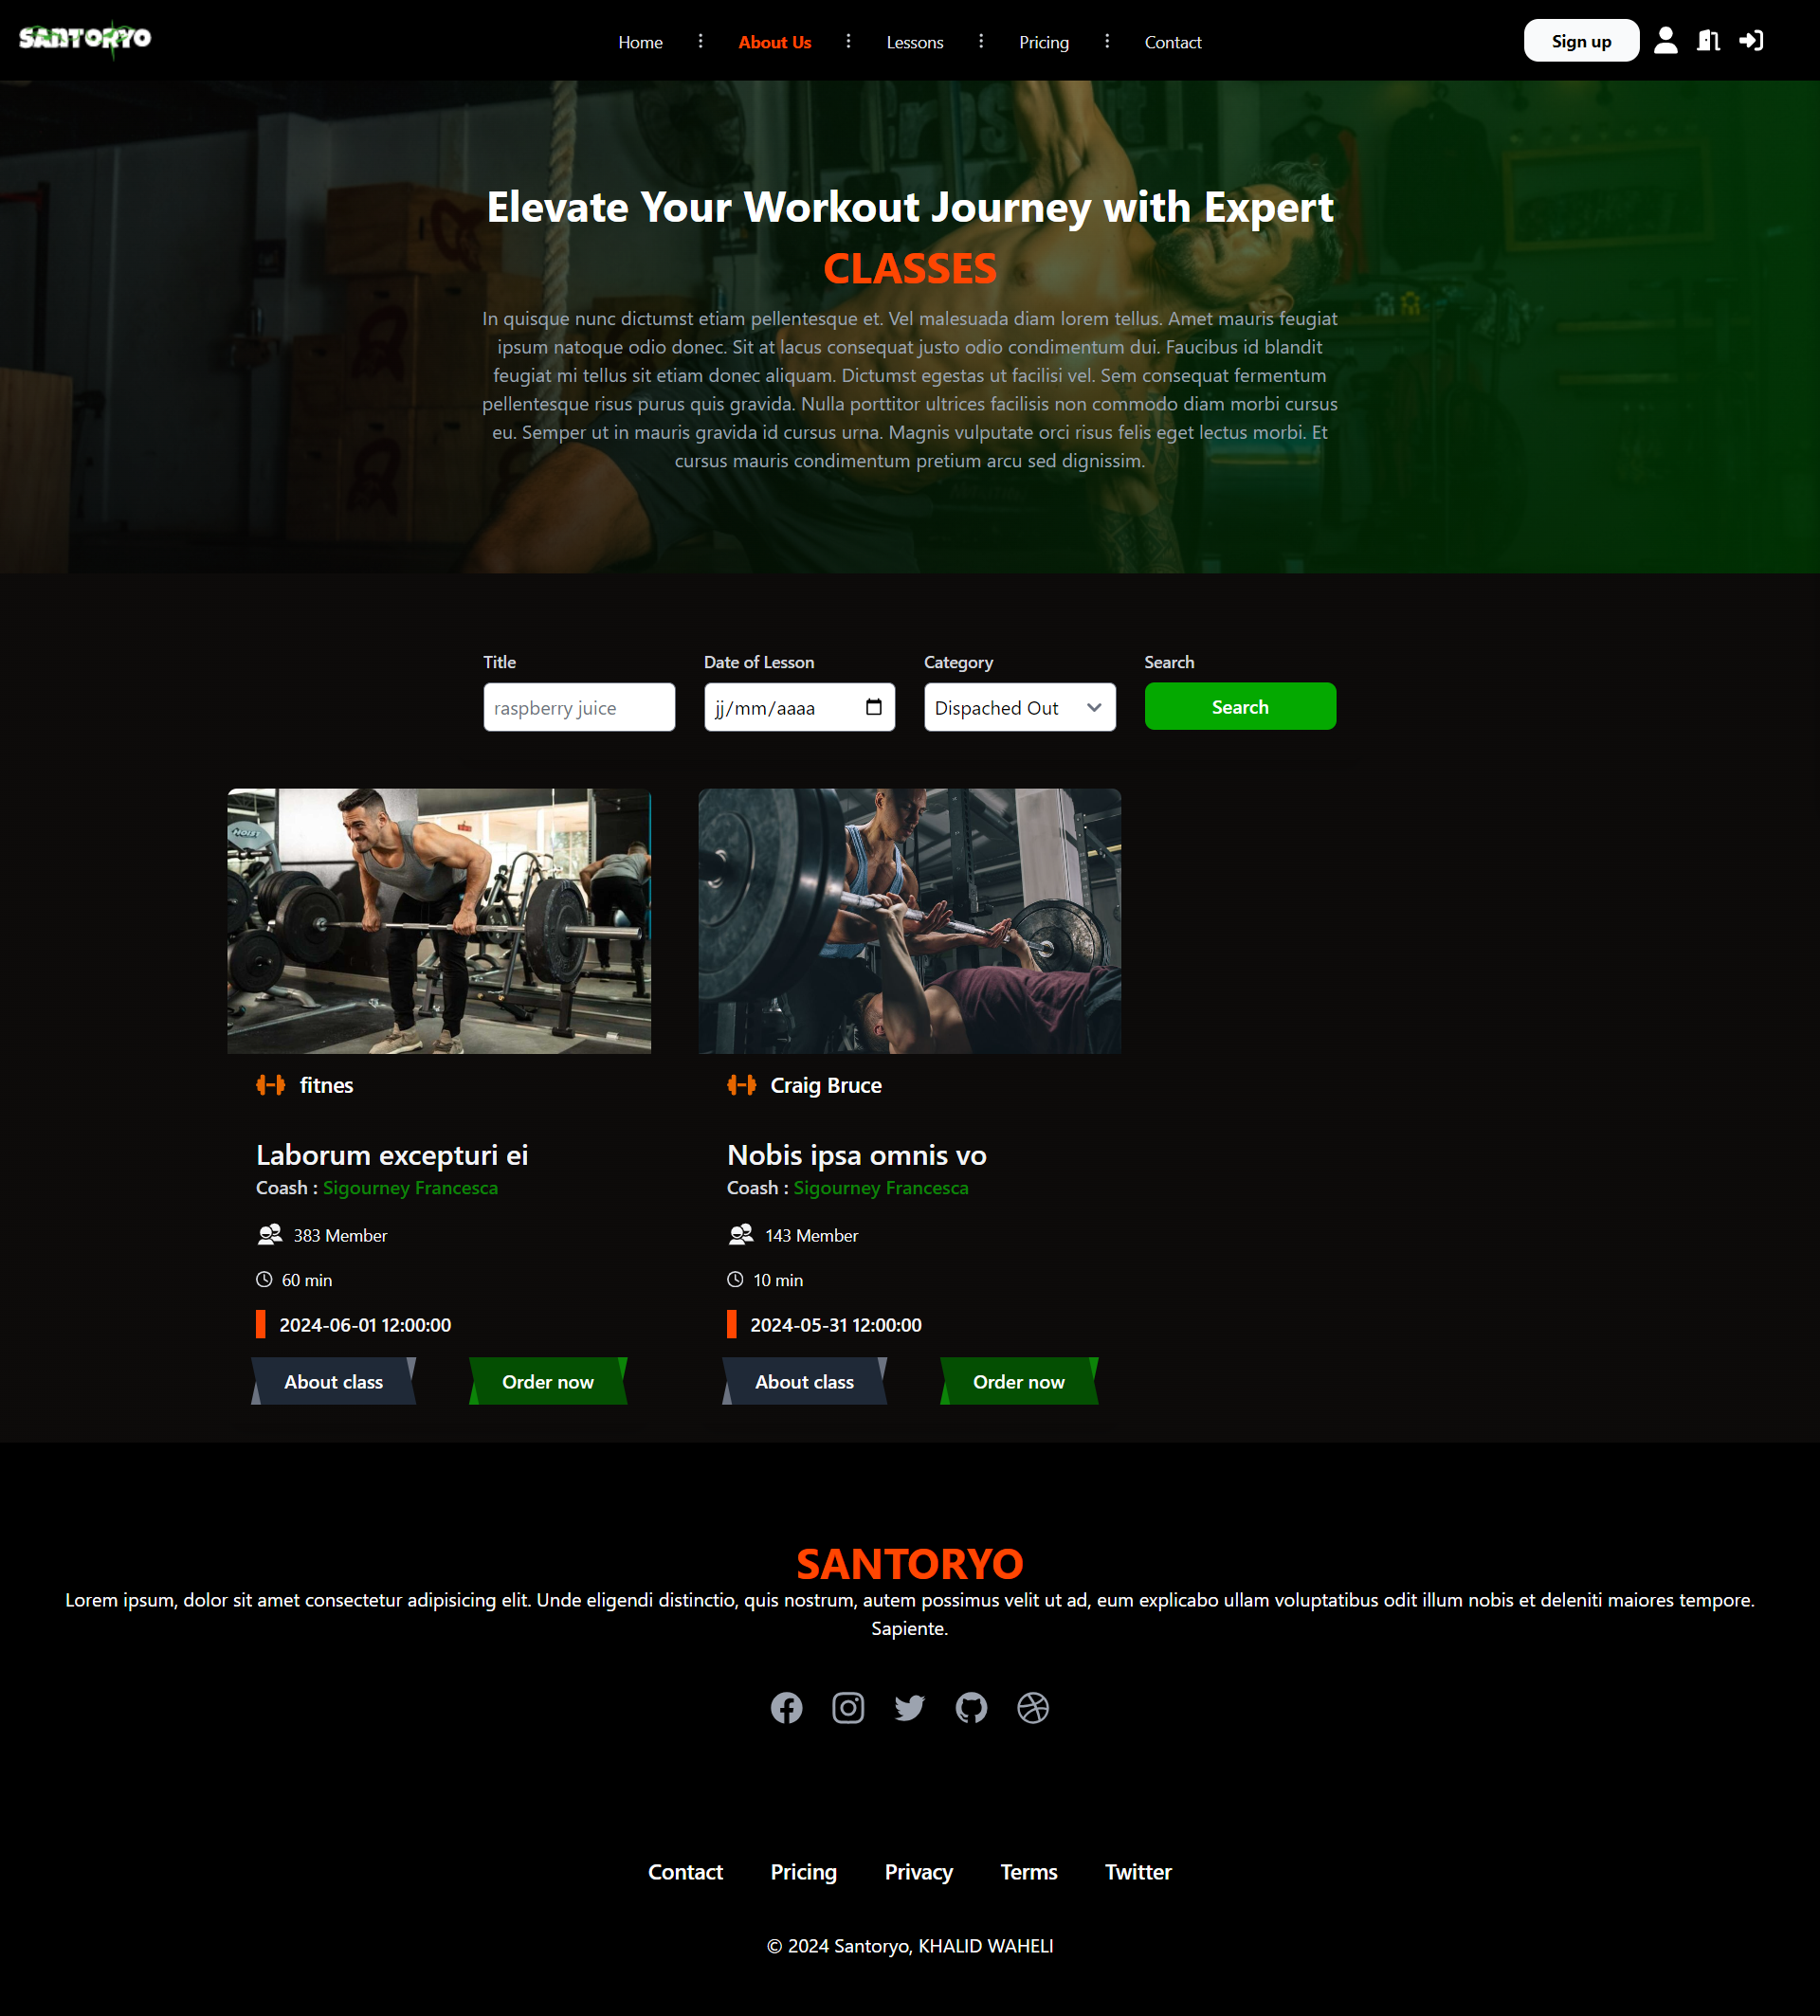 SANTORYO
Home
About Us
Lessons
Pricing
Contact
Sign up
Elevate Your Workout Journey with Expert
CLASSES
In quisque nunc dictumst etiam pellentesque et. Vel malesuada diam lorem tellus. Amet mauris feugiat
ipsum natoque odio donec. Sit at lacus consequat justo odio condimentum dui. Faucibus id blandit
feugiat mi tellus sit etiam donec aliquam. Dictumst egestas ut facilisi vel. Sem consequat fermentum
pellentesque risus purus quis gravida. Nulla porttitor ultrices facilisis non commodo diam morbi cursus
eu. Semper ut in mauris gravida id cursus urna. Magnis vulputate orci risus felis eget lectus morbi. Et
cursus mauris condimentum pretium arcu sed dignissim.
Title
Date of Lesson
Category
Search
raspberry juice
jj/mm/aaaa
Dispached Out
Search
fitnes
Laborum excepturi ei
Coash : Sigourney Francesca
383 Member
60 min
2024-06-01 12:00:00
About class
Order now
Craig Bruce
Nobis ipsa omnis vo
Coash : Sigourney Francesca
143 Member
10 min
2024-05-31 12:00:00
About class
Order now
SANTORYO
Lorem ipsum, dolor sit amet consectetur adipisicing elit. Unde eligendi distinctio, quis nostrum, autem possimus velit ut ad, eum explicabo ullam voluptatibus odit illum nobis et deleniti maiores tempore.
Sapiente.
Contact
Pricing
Privacy
Terms
Twitter
© 2024 Santoryo, KHALID WAHELI